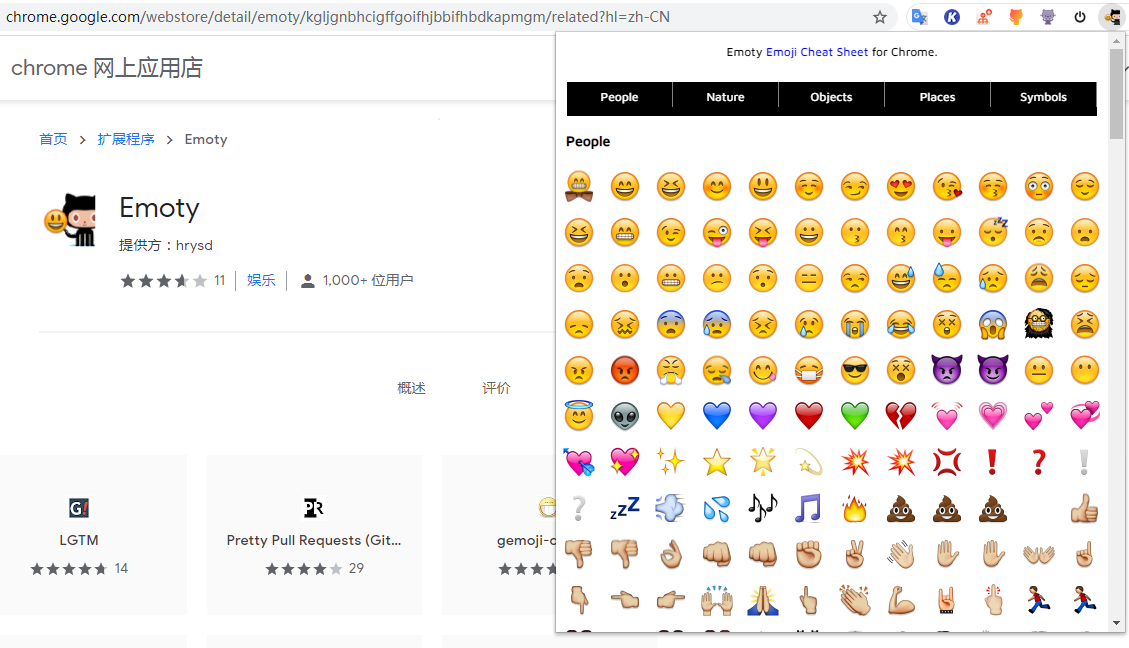 chrome.google.com/webstore/detail/emoty/kgljgnbhcigffgoifhjbbifhbdkapmgm/related?hl=zh-CN
chrome 网上应用店
首页 > 扩展程序 > Emoty
Emoty
提供方：hrysd
11 娱乐 1,000+ 位用户
概述 评价
LGTM
14
Pretty Pull Requests (Git...
29
gemoji-c
Emoty Emoji Cheat Sheet for Chrome.
People Nature Objects Places Symbols
People